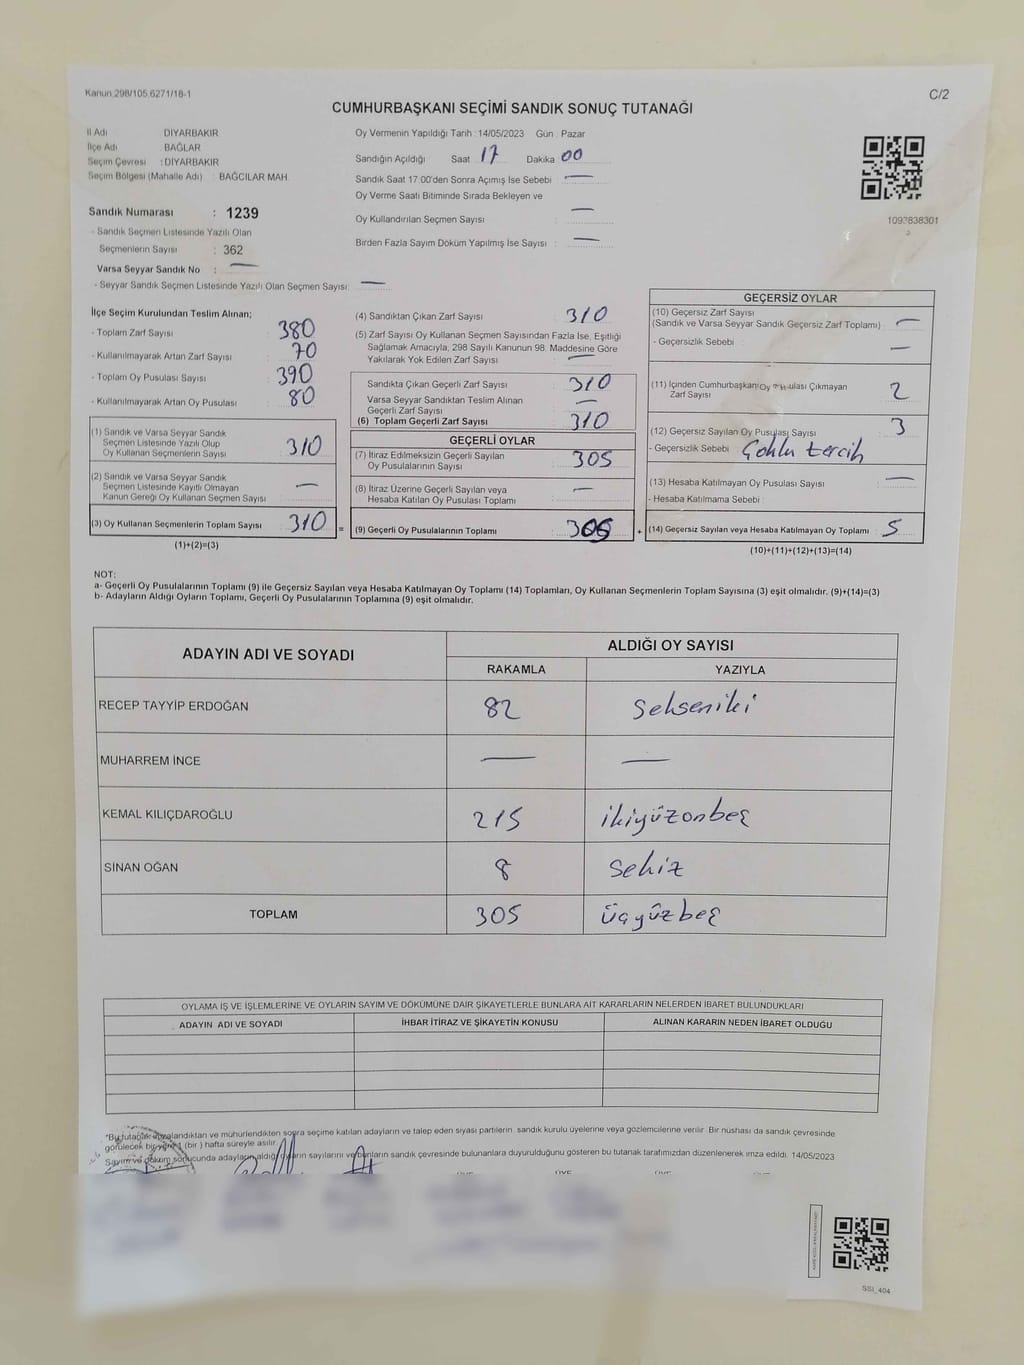 Kanun 298/105,6271/18-1
C/2
CUMHURBAŞKANI SEÇİMİ SANDIK SONUÇ TUTANAĞI
İl Adı DİYARBAKIR
İlçe Adı BAĞLAR
Seçim Çevresi : DİYARBAKIR
Seçim Bölgesi (Mahalle Adı) : BAĞCILAR MAH.
Sandık Numarası : 1239
- Sandık Seçmen Listesinde Yazılı Olan
Seçmenlerin Sayısı : 362
Varsa Seyyar Sandık No : —
- Seyyar Sandık Seçmen Listesinde Yazılı Olan Seçmen Sayısı: —
Oy Vermenin Yapıldığı Tarih : 14/05/2023 Gün : Pazar
Sandığın Açıldığı Saat 17 Dakika 00
Sandık Saat 17:00'den Sonra Açımış İse Sebebi : —
Oy Verme Saati Bitiminde Sırada Bekleyen ve
Oy Kullandırılan Seçmen Sayısı : —
Birden Fazla Sayım Döküm Yapılmış İse Sayısı : —
1092838301
İlçe Seçim Kurulundan Teslim Alınan;
- Toplam Zarf Sayısı 380
- Kullanılmayarak Artan Zarf Sayısı : 70
- Toplam Oy Pusulası Sayısı : 390
- Kullanılmayarak Artan Oy Pusulası : 80
(1) Sandık ve Varsa Seyyar Sandık
Seçmen Listesinde Yazılı Olup
Oy Kullanan Seçmenlerin Sayısı : 310
(2) Sandık ve Varsa Seyyar Sandık
Seçmen Listesinde Kayıtlı Olmayan
Kanun Gereği Oy Kullanan Seçmen Sayısı : —
(3) Oy Kullanan Seçmenlerin Toplam Sayısı : 310 =
(1)+(2)=(3)
(4) Sandıktan Çıkan Zarf Sayısı : 310
(5) Zarf Sayısı Oy Kullanan Seçmen Sayısından Fazla İse, Eşitliği
Sağlamak Amacıyla, 298 Sayılı Kanunun 98. Maddesine Göre
Yakılarak Yok Edilen Zarf Sayısı : —
Sandıkta Çıkan Geçerli Zarf Sayısı : 310
Varsa Seyyar Sandıktan Teslim Alınan
Geçerli Zarf Sayısı : —
(6) Toplam Geçerli Zarf Sayısı : 310
GEÇERLİ OYLAR
(7) İtiraz Edilmeksizin Geçerli Sayılan
Oy Pusulalarının Sayısı : 305
(8) İtiraz Üzerine Geçerli Sayılan veya
Hesaba Katılan Oy Pusulası Toplamı : —
(9) Geçerli Oy Pusulalarının Toplamı : 305 +
GEÇERSİZ OYLAR
(10) Geçersiz Zarf Sayısı
(Sandık ve Varsa Seyyar Sandık Geçersiz Zarf Toplamı) : —
- Geçersizlik Sebebi : —
(11) İçinden Cumhurbaşkanı Oy Pusulası Çıkmayan
Zarf Sayısı : 2
(12) Geçersiz Sayılan Oy Pusulası Sayısı : 3
- Geçersizlik Sebebi : Çoklu tercih
(13) Hesaba Katılmayan Oy Pusulası Sayısı : —
- Hesaba Katılmama Sebebi :
(14) Geçersiz Sayılan veya Hesaba Katılmayan Oy Toplamı : 5
(10)+(11)+(12)+(13)=(14)
NOT:
a- Geçerli Oy Pusulalarının Toplamı (9) ile Geçersiz Sayılan veya Hesaba Katılmayan Oy Toplamı (14) Toplamları, Oy Kullanan Seçmenlerin Toplam Sayısına (3) eşit olmalıdır. (9)+(14)=(3)
b- Adayların Aldığı Oyların Toplamı, Geçerli Oy Pusulalarının Toplamına (9) eşit olmalıdır.
ADAYIN ADI VE SOYADI ALDIĞI OY SAYISI
RAKAMLA YAZIYLA
RECEP TAYYİP ERDOĞAN 82 Sekseniki
MUHARREM İNCE — —
KEMAL KILIÇDAROĞLU 215 ikiyüzonbeş
SİNAN OĞAN 8 Sekiz
TOPLAM 305 üçyüzbeş
OYLAMA İŞ VE İŞLEMLERİNE VE OYLARIN SAYIM VE DÖKÜMÜNE DAİR ŞİKAYETLERLE BUNLARA AİT KARARLARIN NELERDEN İBARET BULUNDUKLARI
ADAYIN ADI VE SOYADI İHBAR İTİRAZ VE ŞİKAYETİN KONUSU ALINAN KARARIN NEDEN İBARET OLDUĞU
"Bu tutanak imzalandıktan ve mühürlendikten sonra seçime katılan adayların ve talep eden siyasi partilerin, sandık kurulu üyelerine veya gözlemcilerine verilir. Bir nüshası da sandık çevresinde
görülecek bir yere 1 (bir ) hafta süreyle asılır.
Sayım ve döküm sonucunda adayların aldığı oyların sayılarını ve bunların sandık çevresinde bulunanlara duyurulduğunu gösteren bu tutanak tarafımızdan düzenlenerek imza edildi. 14/05/2023
SSI_404